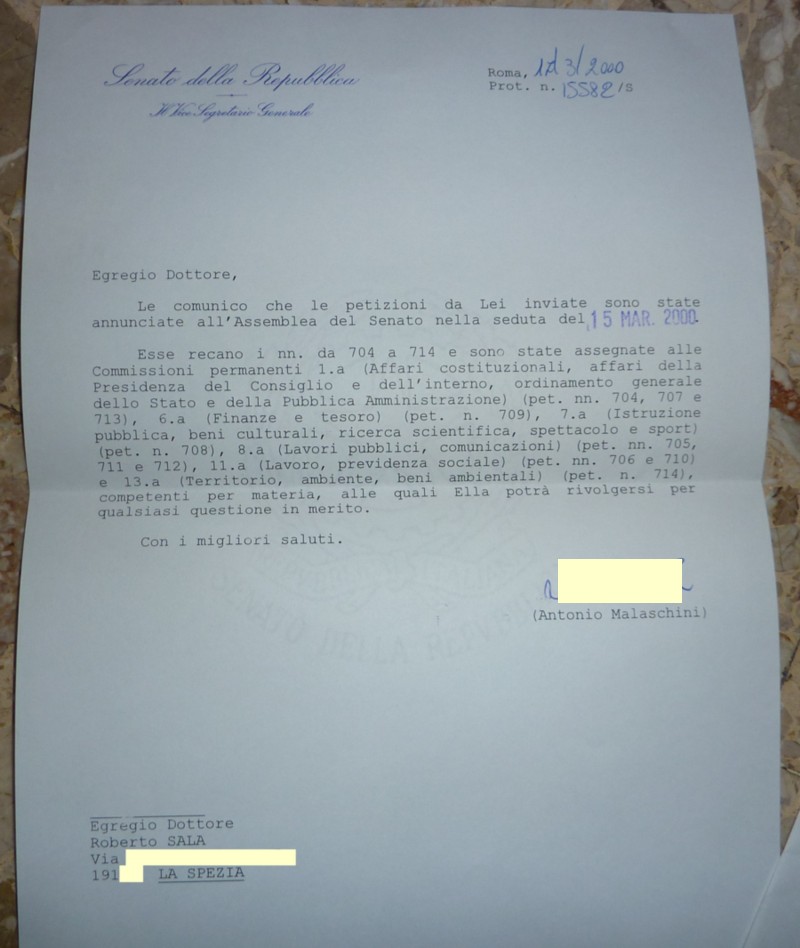 Senato della Repubblica
Il Vice Segretario Generale
Roma, 3/2000
Prot. n. 15582/S
Egregio Dottore,
Le comunico che le petizioni da Lei inviate sono state
annunciate all'Assemblea del Senato nella seduta del 15 MAR. 2000.
Esse recano i nn. da 704 a 714 e sono state assegnate alle
Commissioni permanenti 1.a (Affari costituzionali, affari della
Presidenza del Consiglio e dell'interno, ordinamento generale
dello Stato e della Pubblica Amministrazione) (pet. nn. 704, 707 e
713), 6.a (Finanze e tesoro) (pet. n. 709), 7.a (Istruzione
pubblica, beni culturali, ricerca scientifica, spettacolo e sport)
(pet. n. 708), 8.a (Lavori pubblici, comunicazioni) (pet. nn. 705,
711 e 712), 11.a (Lavoro, previdenza sociale) (pet. nn. 706 e 710)
e 13.a (Territorio, ambiente, beni ambientali) (pet. n. 714),
competenti per materia, alle quali Ella potrà rivolgersi per
qualsiasi questione in merito.
Con i migliori saluti.
(Antonio Malaschini)
SENATO DELLA
Egregio Dottore
Roberto SALA
Via
191 LA SPEZIA